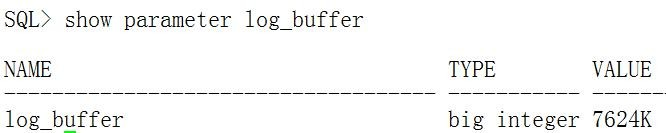 SQL> show parameter log_buffer
NAME TYPE VALUE
------------------------------------ ----------- ------
log_buffer big integer 7624K